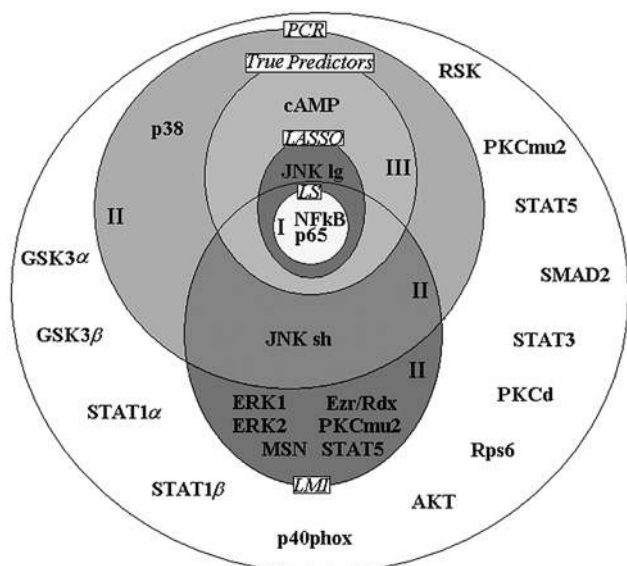 PCR
True Predictors
RSK
cAMP
p38
LASSO
PKCmu2
JNK lg
III
LS
STAT5
II
I NFkB
p65
GSK3α
SMAD2
II
GSK3β
JNK sh
STAT3
II
PKCd
ERK1 Ezr/Rdx
STAT1α
ERK2 PKCmu2
MSN STAT5
Rps6
LMI
STAT1β
AKT
p40phox